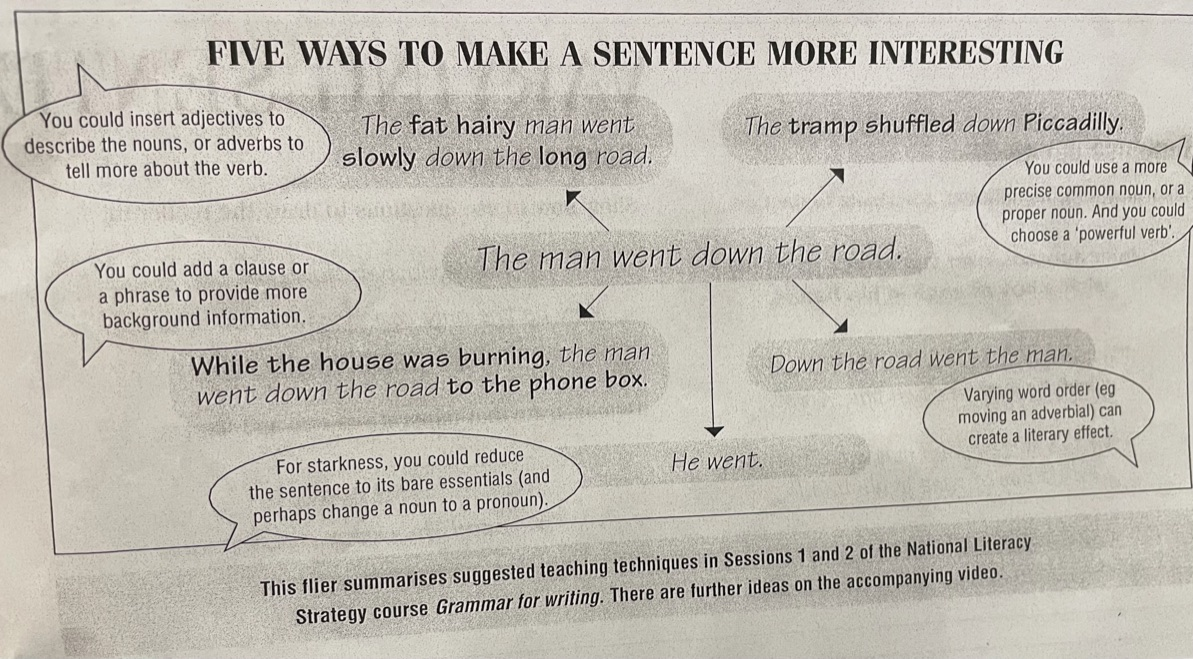 FIVE WAYS TO MAKE A SENTENCE MORE INTERESTING
You could insert adjectives to
describe the nouns, or adverbs to
tell more about the verb.
The fat hairy man went
slowly down the long road.
The tramp shuffled down Piccadilly.
You could use a more
precise common noun, or a
proper noun. And you could
choose a 'powerful verb'.
The man went down the road.
You could add a clause or
a phrase to provide more
background information.
While the house was burning, the man
went down the road to the phone box.
Down the road went the man.
Varying word order (eg
moving an adverbial) can
create a literary effect.
He went.
For starkness, you could reduce
the sentence to its bare essentials (and
perhaps change a noun to a pronoun).
This flier summarises suggested teaching techniques in Sessions 1 and 2 of the National Literacy
Strategy course Grammar for writing. There are further ideas on the accompanying video.